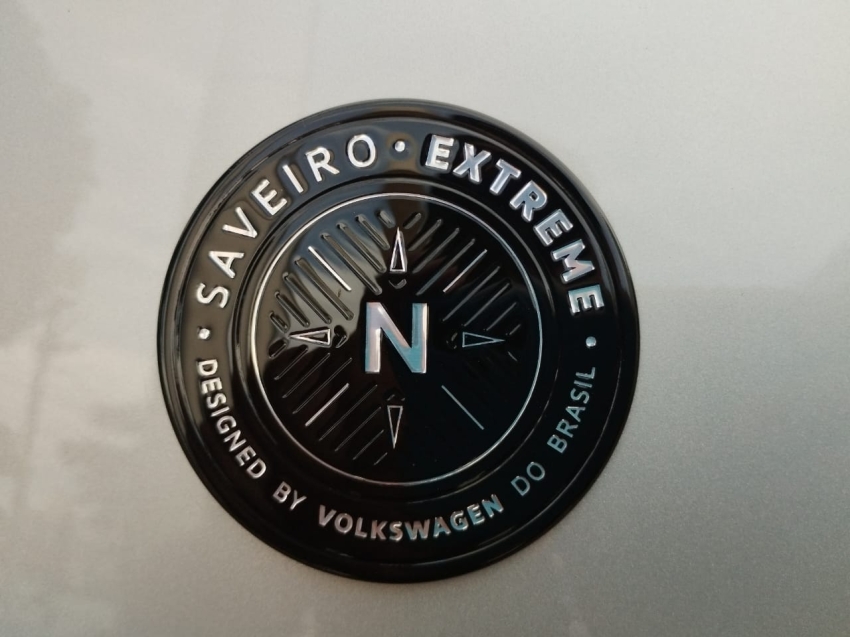 SAVEIRO • EXTREME
N
• DESIGNED BY VOLKSWAGEN DO BRASIL •